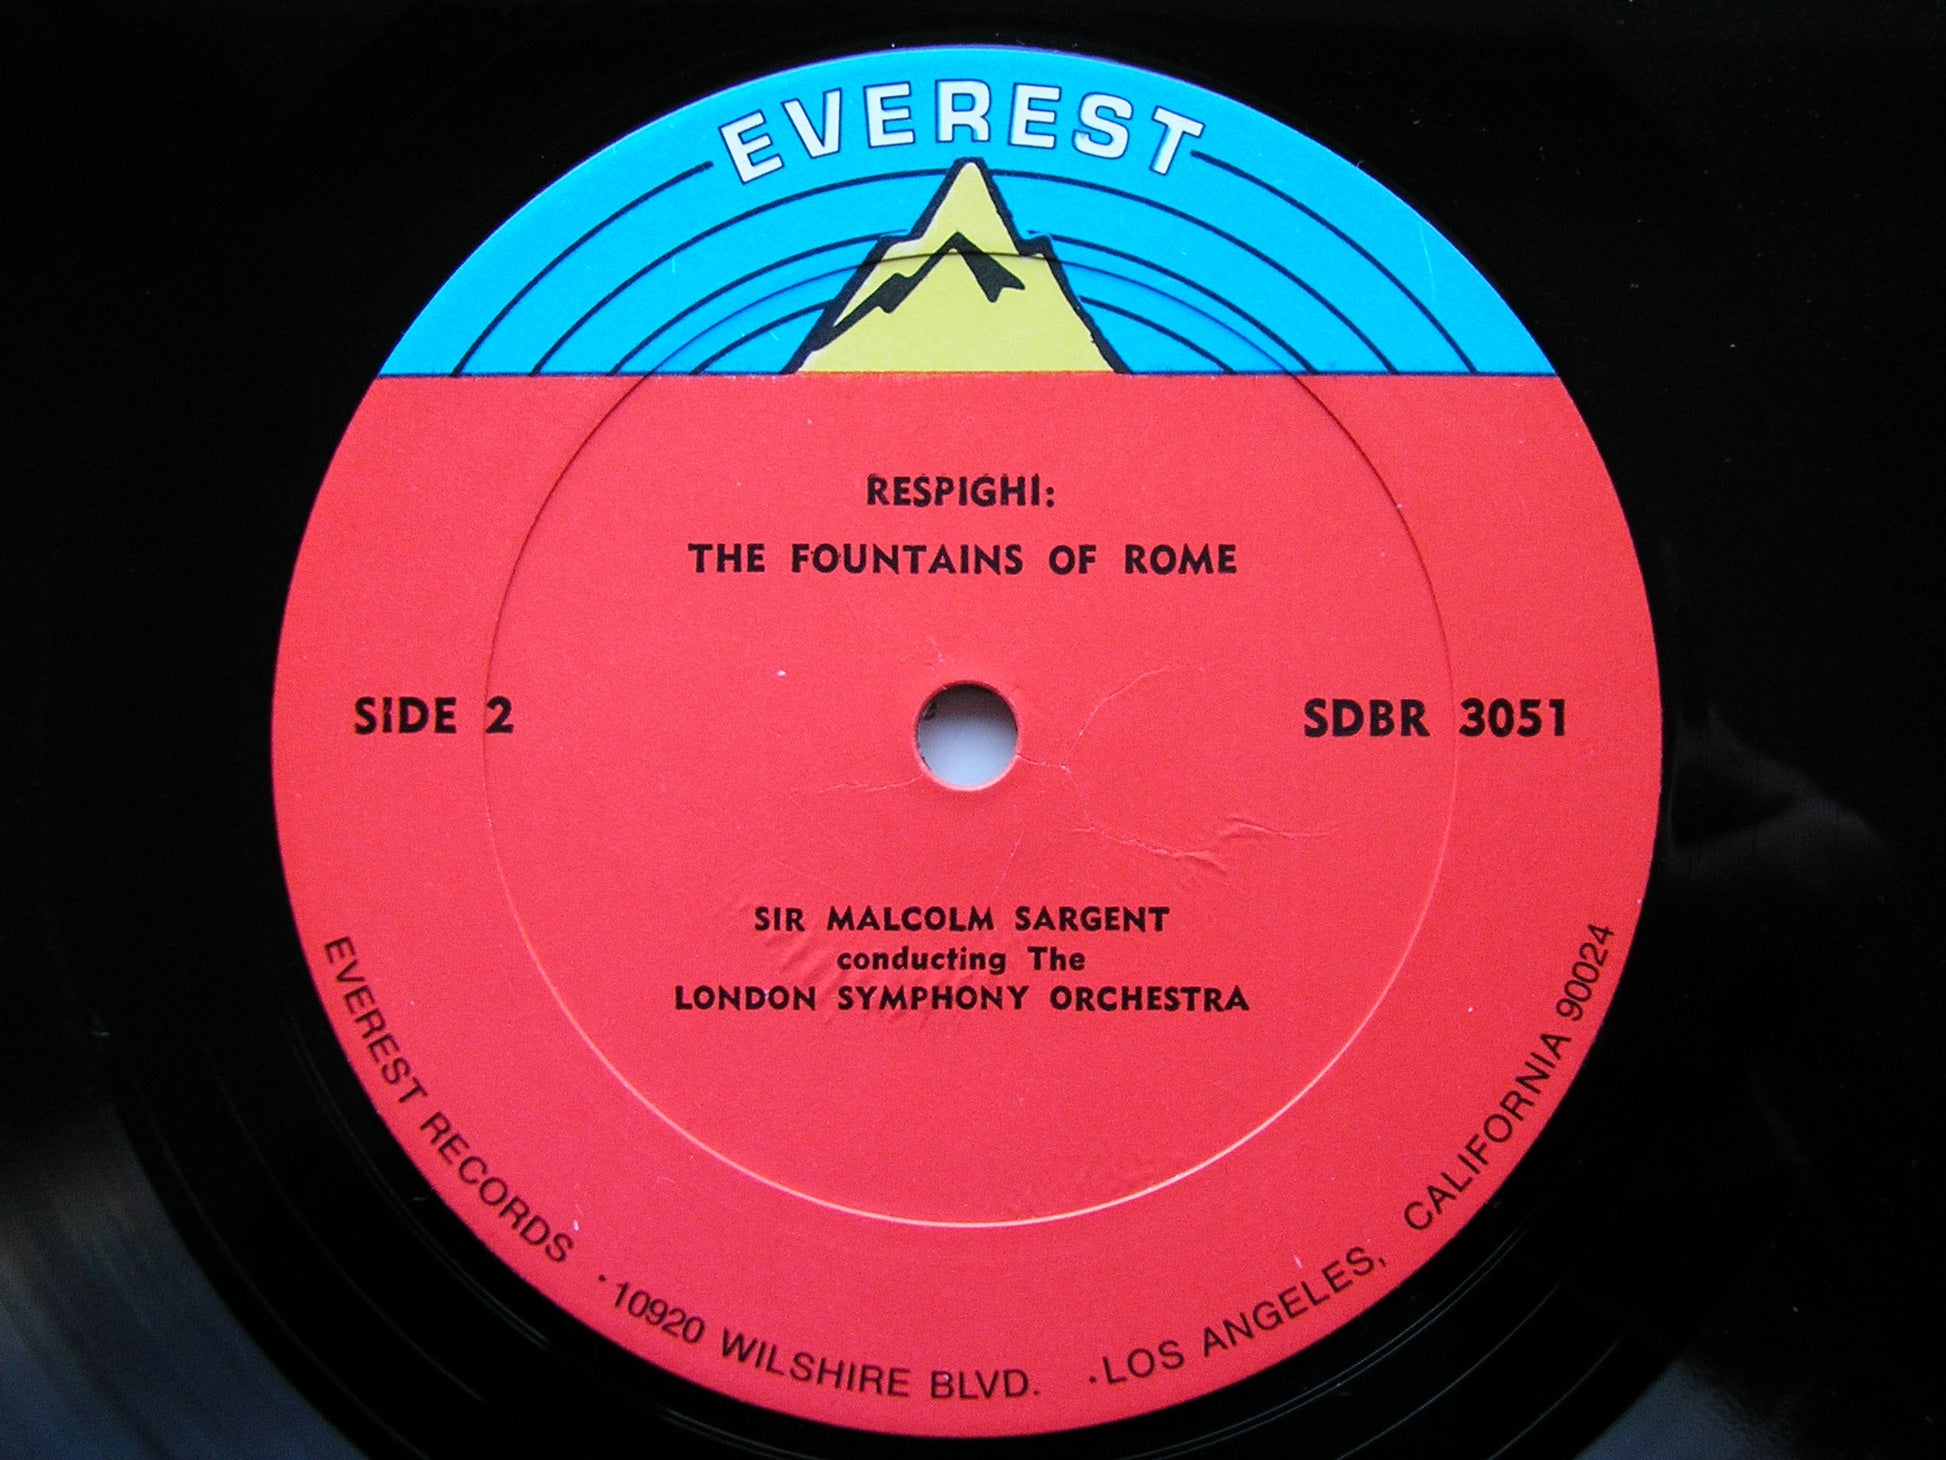 EVEREST
RESPIGHI:
THE FOUNTAINS OF ROME
SIDE 2
SDBR 3051
SIR MALCOLM SARGENT
conducting The
LONDON SYMPHONY ORCHESTRA
EVEREST RECORDS · 10920 WILSHIRE BLVD. · LOS ANGELES, CALIFORNIA 90024